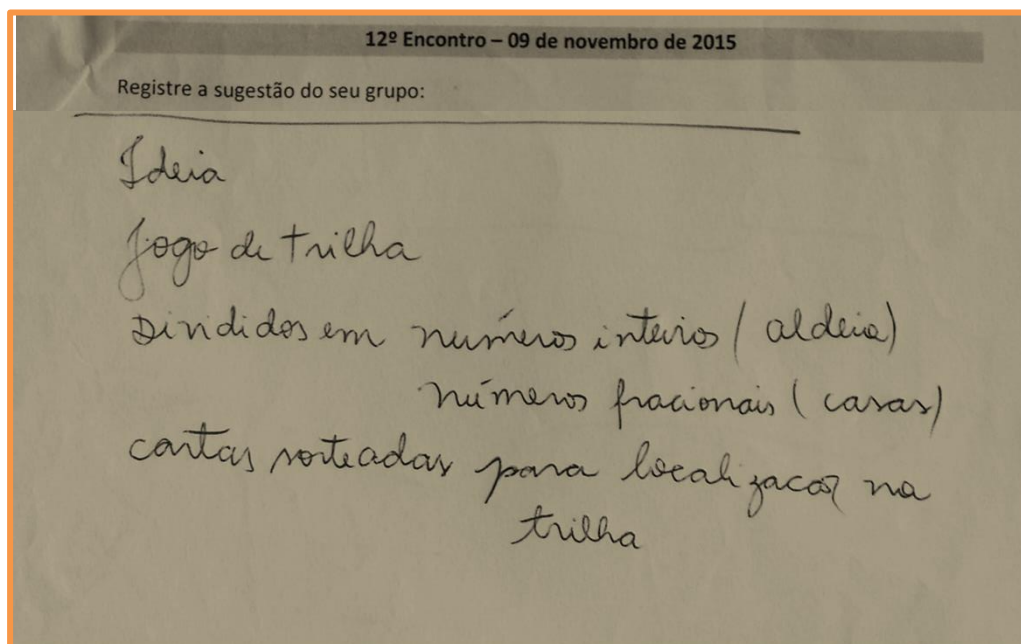 12º Encontro – 09 de novembro de 2015
Registre a sugestão do seu grupo:
Ideia
Jogo de trilha
Divididos em números inteiros (aldeia)
números fracionais (casas)
cartas sorteadas para localizacao na
trilha